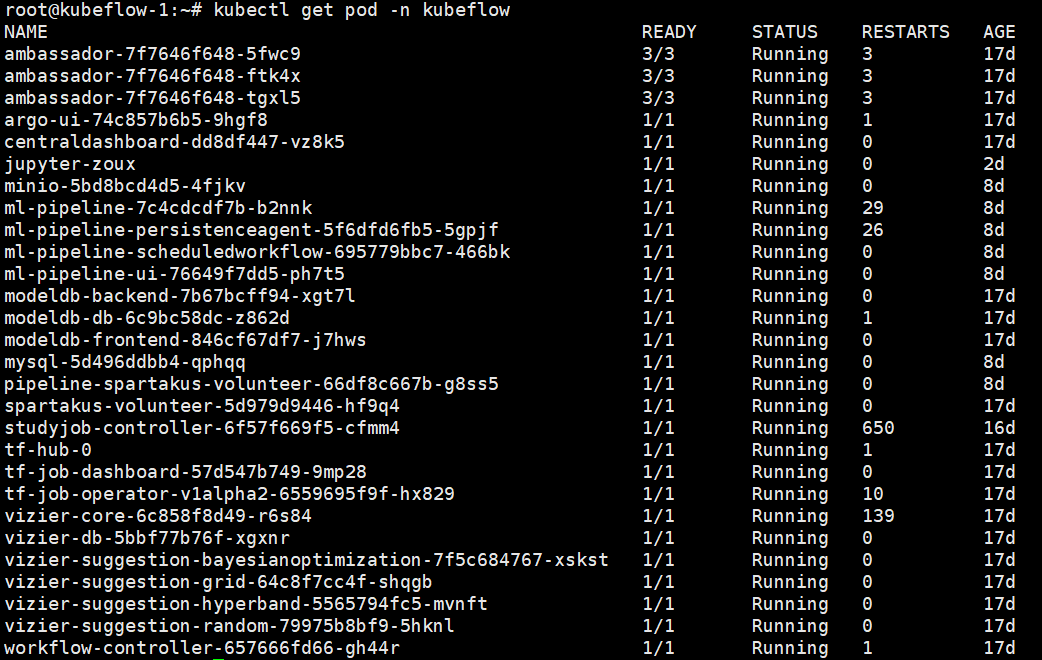 root@kubeflow-1:~# kubectl get pod -n kubeflow
NAME READY STATUS RESTARTS AGE
ambassador-7f7646f648-5fwc9 3/3 Running 3 17d
ambassador-7f7646f648-ftk4x 3/3 Running 3 17d
ambassador-7f7646f648-tgxl5 3/3 Running 3 17d
argo-ui-74c857b6b5-9hgf8 1/1 Running 1 17d
centraldashboard-dd8df447-vz8k5 1/1 Running 0 17d
jupyter-zoux 1/1 Running 0 2d
minio-5bd8bcd4d5-4fjkv 1/1 Running 0 8d
ml-pipeline-7c4cdcdf7b-b2nnk 1/1 Running 29 8d
ml-pipeline-persistenceagent-5f6dfd6fb5-5gpjf 1/1 Running 26 8d
ml-pipeline-scheduledworkflow-695779bbc7-466bk 1/1 Running 0 8d
ml-pipeline-ui-76649f7dd5-ph7t5 1/1 Running 0 8d
modeldb-backend-7b67bcff94-xgt7l 1/1 Running 0 17d
modeldb-db-6c9bc58dc-z862d 1/1 Running 1 17d
modeldb-frontend-846cf67df7-j7hws 1/1 Running 0 17d
mysql-5d496ddbb4-qphqq 1/1 Running 0 8d
pipeline-spartakus-volunteer-66df8c667b-g8ss5 1/1 Running 0 8d
spartakus-volunteer-5d979d9446-hf9q4 1/1 Running 0 17d
studyjob-controller-6f57f669f5-cfmm4 1/1 Running 650 16d
tf-hub-0 1/1 Running 1 17d
tf-job-dashboard-57d547b749-9mp28 1/1 Running 0 17d
tf-job-operator-v1alpha2-6559695f9f-hx829 1/1 Running 10 17d
vizier-core-6c858f8d49-r6s84 1/1 Running 139 17d
vizier-db-5bbf77b76f-xgxnr 1/1 Running 0 17d
vizier-suggestion-bayesianoptimization-7f5c684767-xskst 1/1 Running 0 17d
vizier-suggestion-grid-64c8f7cc4f-shqgb 1/1 Running 0 17d
vizier-suggestion-hyperband-5565794fc5-mvnft 1/1 Running 0 17d
vizier-suggestion-random-79975b8bf9-5hknl 1/1 Running 0 17d
workflow-controller-657666fd66-gh44r 1/1 Running 1 17d